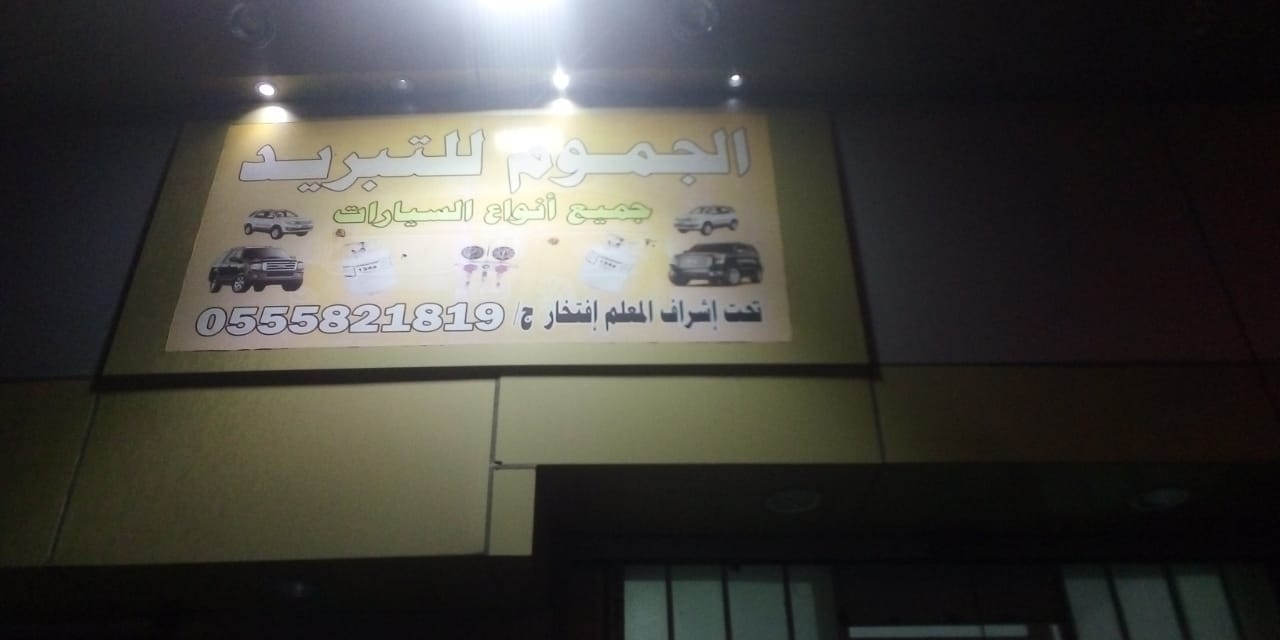 الجموم للتبريد
جميع أنواع السيارات
تحت إشراف المعلم إفتخار ج/ 0555821819